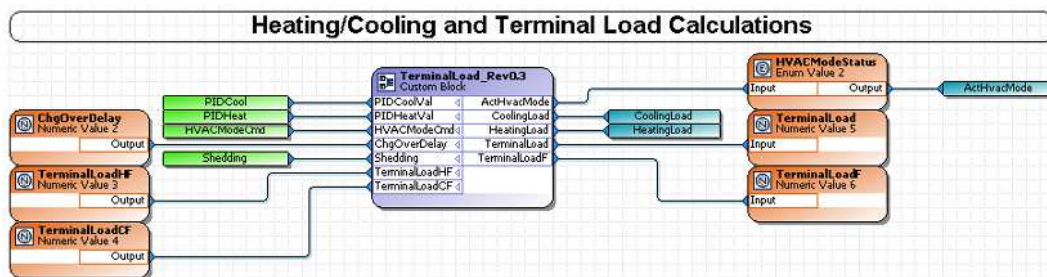 Heating/Cooling and Terminal Load Calculations
ChgOverDelay
Numeric Value 2
Output
TerminalLoadHF
Numeric Value 3
Output
TerminalLoadCF
Numeric Value 4
Output
PIDCool
PIDHeat
HVACModeCmd
Shedding
TerminalLoad_Rev0.3
Custom Block
PIDCoolVal ActHvacMode
PIDHeatVal CoolingLoad
HVACModeCmd HeatingLoad
ChgOverDelay TerminalLoad
Shedding TerminalLoadF
TerminalLoadHF
TerminalLoadCF
CoolingLoad
HeatingLoad
HVACModeStatus
Enum Value 2
Input Output
TerminalLoad
Numeric Value 5
Input
TerminalLoadF
Numeric Value 6
Input
ActHvacMode